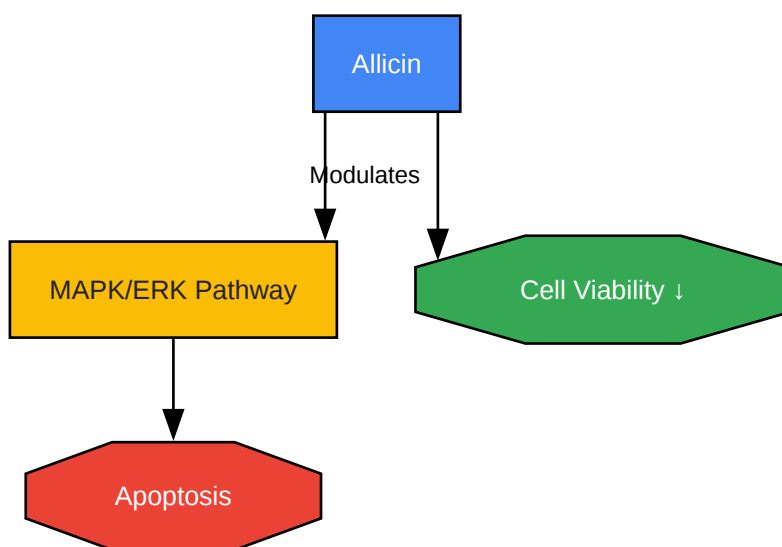 Allicin
Modulates
MAPK/ERK Pathway
Cell Viability ↓
Apoptosis